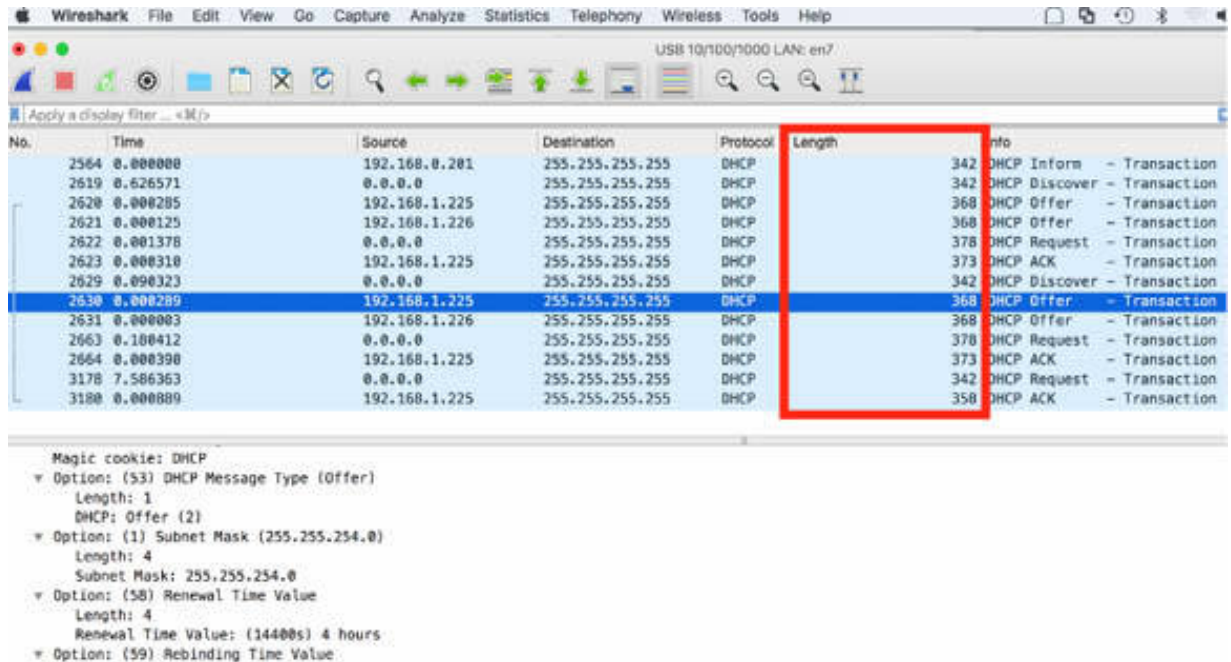 Wireshark File Edit View Go Capture Analyze Statistics Telephony Wireless Tools Help
USB 10/100/1000 LAN: en7
Apply a display filter ... <⌘/>
No. Time Source Destination Protocol Length Info
2564 0.000000 192.168.0.201 255.255.255.255 DHCP 342 DHCP Inform - Transaction
2619 0.626571 0.0.0.0 255.255.255.255 DHCP 342 DHCP Discover - Transaction
2620 0.000285 192.168.1.225 255.255.255.255 DHCP 368 DHCP Offer - Transaction
2621 0.000125 192.168.1.226 255.255.255.255 DHCP 368 DHCP Offer - Transaction
2622 0.001378 0.0.0.0 255.255.255.255 DHCP 378 DHCP Request - Transaction
2623 0.000310 192.168.1.225 255.255.255.255 DHCP 373 DHCP ACK - Transaction
2629 0.090323 0.0.0.0 255.255.255.255 DHCP 342 DHCP Discover - Transaction
2630 0.000289 192.168.1.225 255.255.255.255 DHCP 368 DHCP Offer - Transaction
2631 0.000003 192.168.1.226 255.255.255.255 DHCP 368 DHCP Offer - Transaction
2663 0.180412 0.0.0.0 255.255.255.255 DHCP 378 DHCP Request - Transaction
2664 0.000390 192.168.1.225 255.255.255.255 DHCP 373 DHCP ACK - Transaction
3178 7.586363 0.0.0.0 255.255.255.255 DHCP 342 DHCP Request - Transaction
3180 0.000889 192.168.1.225 255.255.255.255 DHCP 358 DHCP ACK - Transaction
Magic cookie: DHCP
Option: (53) DHCP Message Type (Offer)
Length: 1
DHCP: Offer (2)
Option: (1) Subnet Mask (255.255.254.0)
Length: 4
Subnet Mask: 255.255.254.0
Option: (58) Renewal Time Value
Length: 4
Renewal Time Value: (14400s) 4 hours
Option: (59) Rebinding Time Value